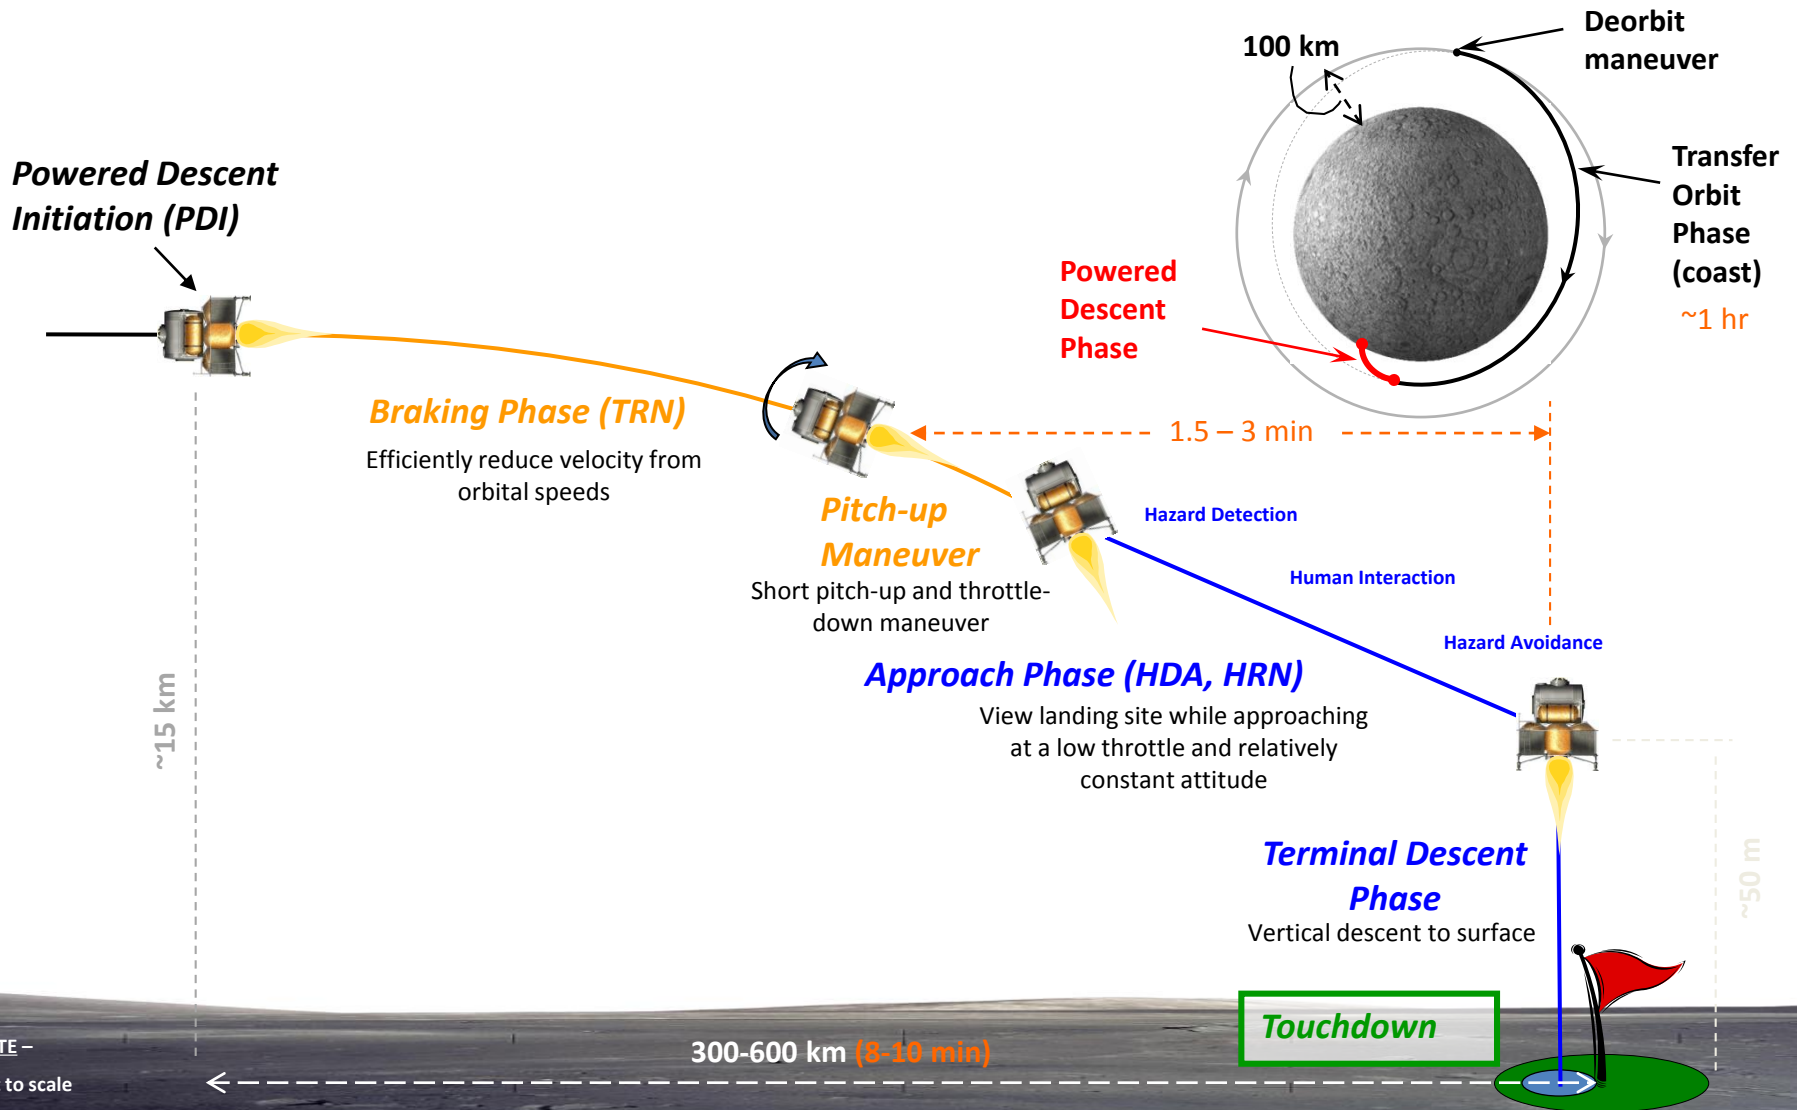 Deorbit
maneuver
100 km
Transfer
Orbit
Phase
(coast)
~1 hr
Powered
Descent
Phase
Powered Descent
Initiation (PDI)
Braking Phase (TRN)
Efficiently reduce velocity from
orbital speeds
1.5 – 3 min
Pitch-up
Maneuver
Short pitch-up and throttle-
down maneuver
Hazard Detection
Human Interaction
Hazard Avoidance
Approach Phase (HDA, HRN)
View landing site while approaching
at a low throttle and relatively
constant attitude
~15 km
Terminal Descent
Phase
Vertical descent to surface
~50 m
Touchdown
300-600 km (8-10 min)
TE –
to scale